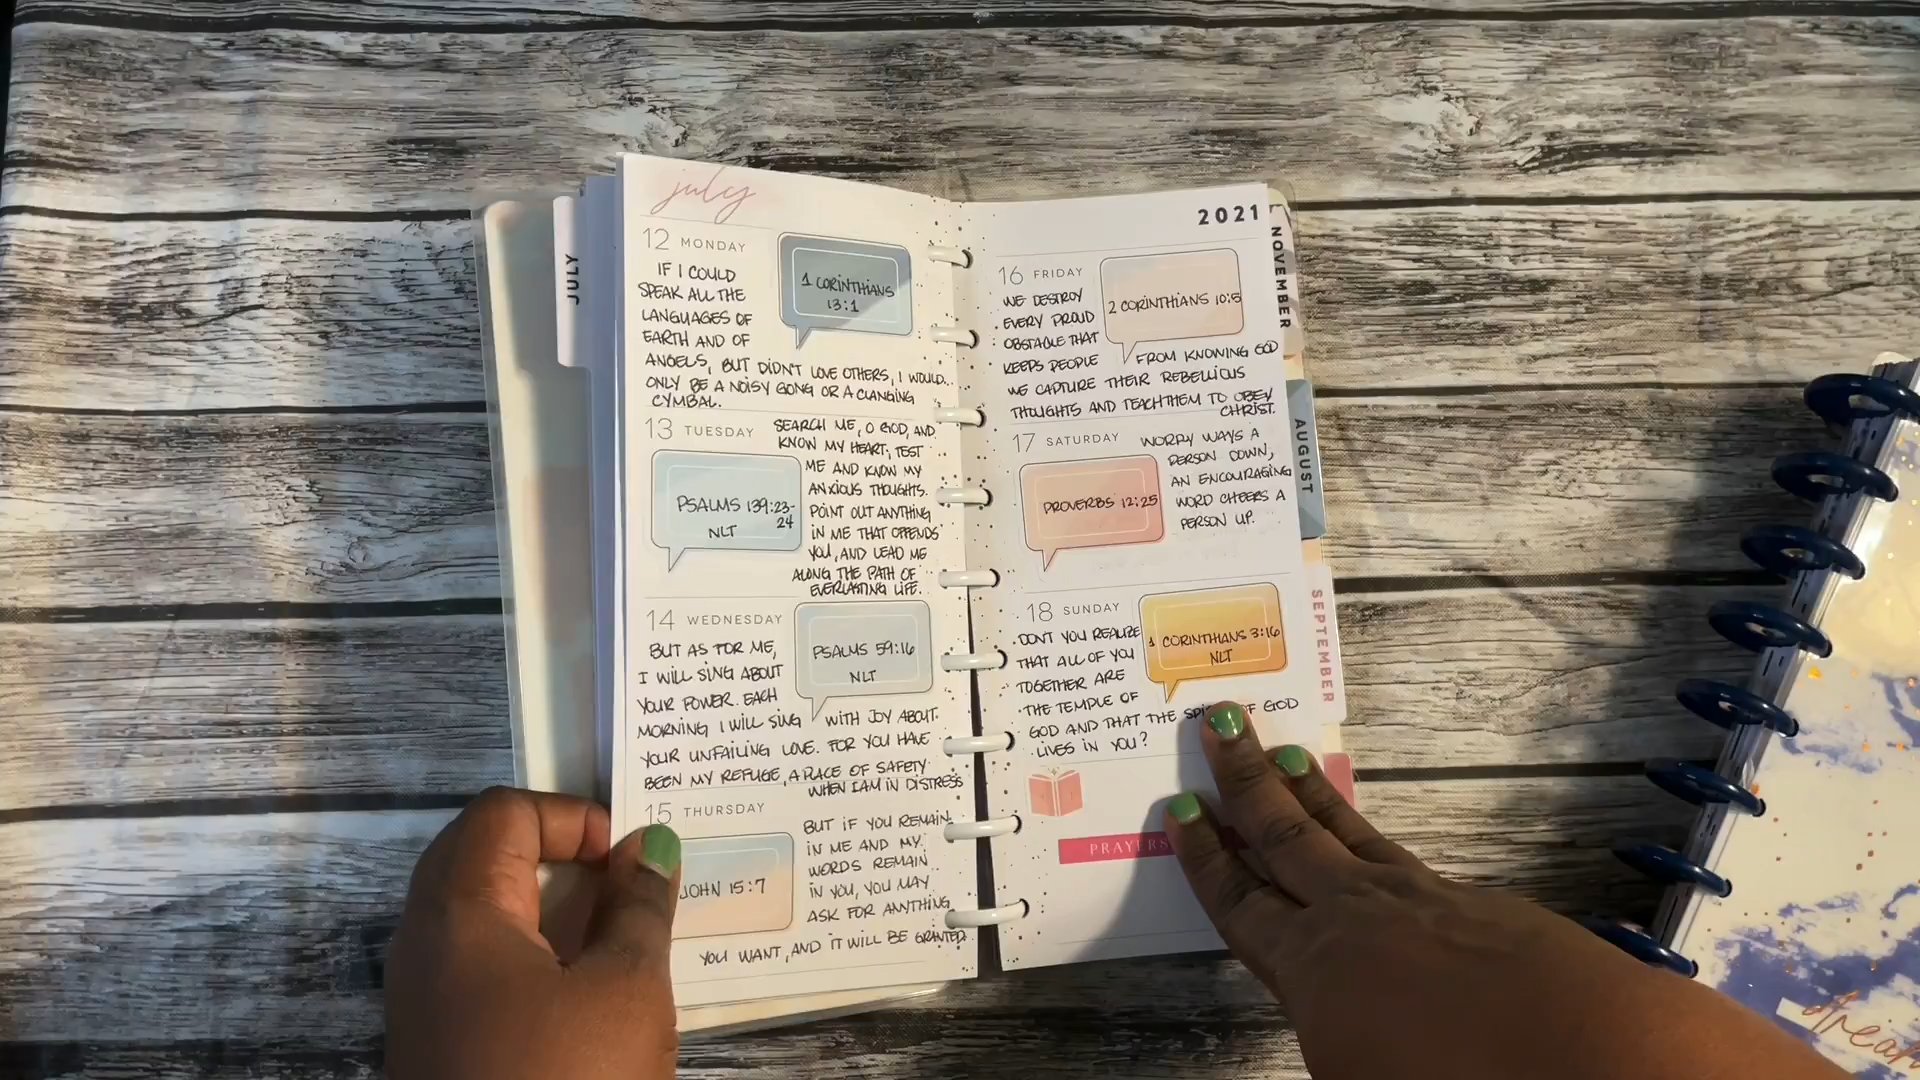 july
12 MONDAY
1 CORINTHIANS
13:1
IF I COULD
SPEAK ALL THE
LANGUAGES OF
EARTH AND OF
ANGELS, BUT DIDN'T LOVE OTHERS, I WOULD
ONLY BE A NOISY GONG OR A CLANGING
CYMBAL.
13 TUESDAY
PSALMS 139:23-
24
NLT
SEARCH ME, O GOD, AND
KNOW MY HEART; TEST
ME AND KNOW MY
ANXIOUS THOUGHTS.
POINT OUT ANYTHING
IN ME THAT OFFENDS
YOU, AND LEAD ME
ALONG THE PATH OF
EVERLASTING LIFE.
14 WEDNESDAY
PSALMS 59:16
NLT
BUT AS FOR ME,
I WILL SING ABOUT
YOUR POWER. EACH
MORNING I WILL SING WITH JOY ABOUT
YOUR UNFAILING LOVE. FOR YOU HAVE
BEEN MY REFUGE, A PLACE OF SAFETY
WHEN I AM IN DISTRESS
15 THURSDAY
JOHN 15:7
BUT IF YOU REMAIN
IN ME AND MY
WORDS REMAIN
IN YOU, YOU MAY
ASK FOR ANYTHING
YOU WANT, AND IT WILL BE GRANTED.
2021
16 FRIDAY
2 CORINTHIANS 10:5
WE DESTROY
EVERY PROUD
OBSTACLE THAT
KEEPS PEOPLE FROM KNOWING GOD
WE CAPTURE THEIR REBELLIOUS
THOUGHTS AND TEACH THEM TO OBEY
CHRIST.
17 SATURDAY
PROVERBS 12:25
WORRY WAYS A
PERSON DOWN,
AN ENCOURAGING
WORD CHEERS A
PERSON UP.
18 SUNDAY
1 CORINTHIANS 3:16
NLT
DON'T YOU REALIZE
THAT ALL OF YOU
TOGETHER ARE
THE TEMPLE OF
GOD AND THAT THE OF GOD
LIVES IN YOU?
PRAYERS
JULY
NOVEMBER
AUGUST
SEPTEMBER